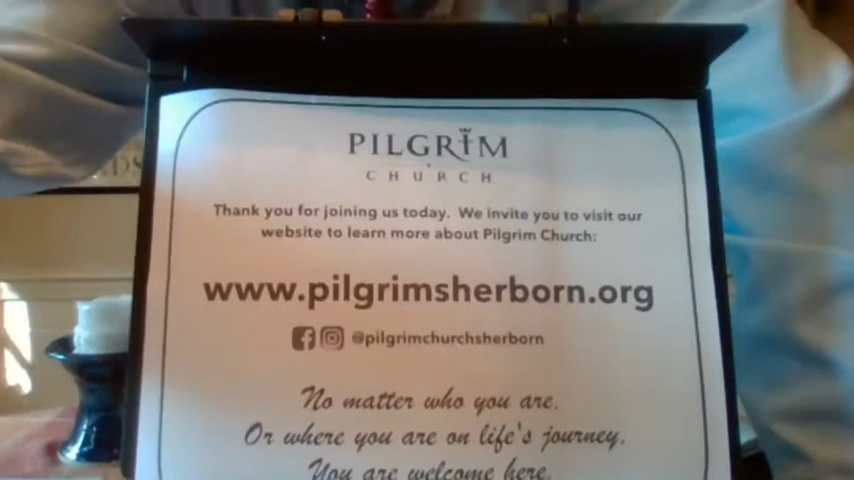 PILGRIM
CHURCH
Thank you for joining us today. We invite you to visit our
website to learn more about Pilgrim Church:
www.pilgrimsherborn.org
@pilgrimchurchsherborn
No matter who you are.
Or where you are on life's journey.
You are welcome here.